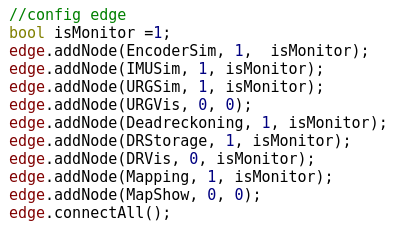 //config edge
bool isMonitor =1;
edge.addNode(EncoderSim, 1,  isMonitor);
edge.addNode(IMUSim, 1, isMonitor);
edge.addNode(URGSim, 1, isMonitor);
edge.addNode(URGVis, 0, 0);
edge.addNode(Deadreckoning, 1, isMonitor);
edge.addNode(DRStorage, 1, isMonitor);
edge.addNode(DRVis, 0, isMonitor);
edge.addNode(Mapping, 1, isMonitor);
edge.addNode(MapShow, 0, 0);
edge.connectAll();